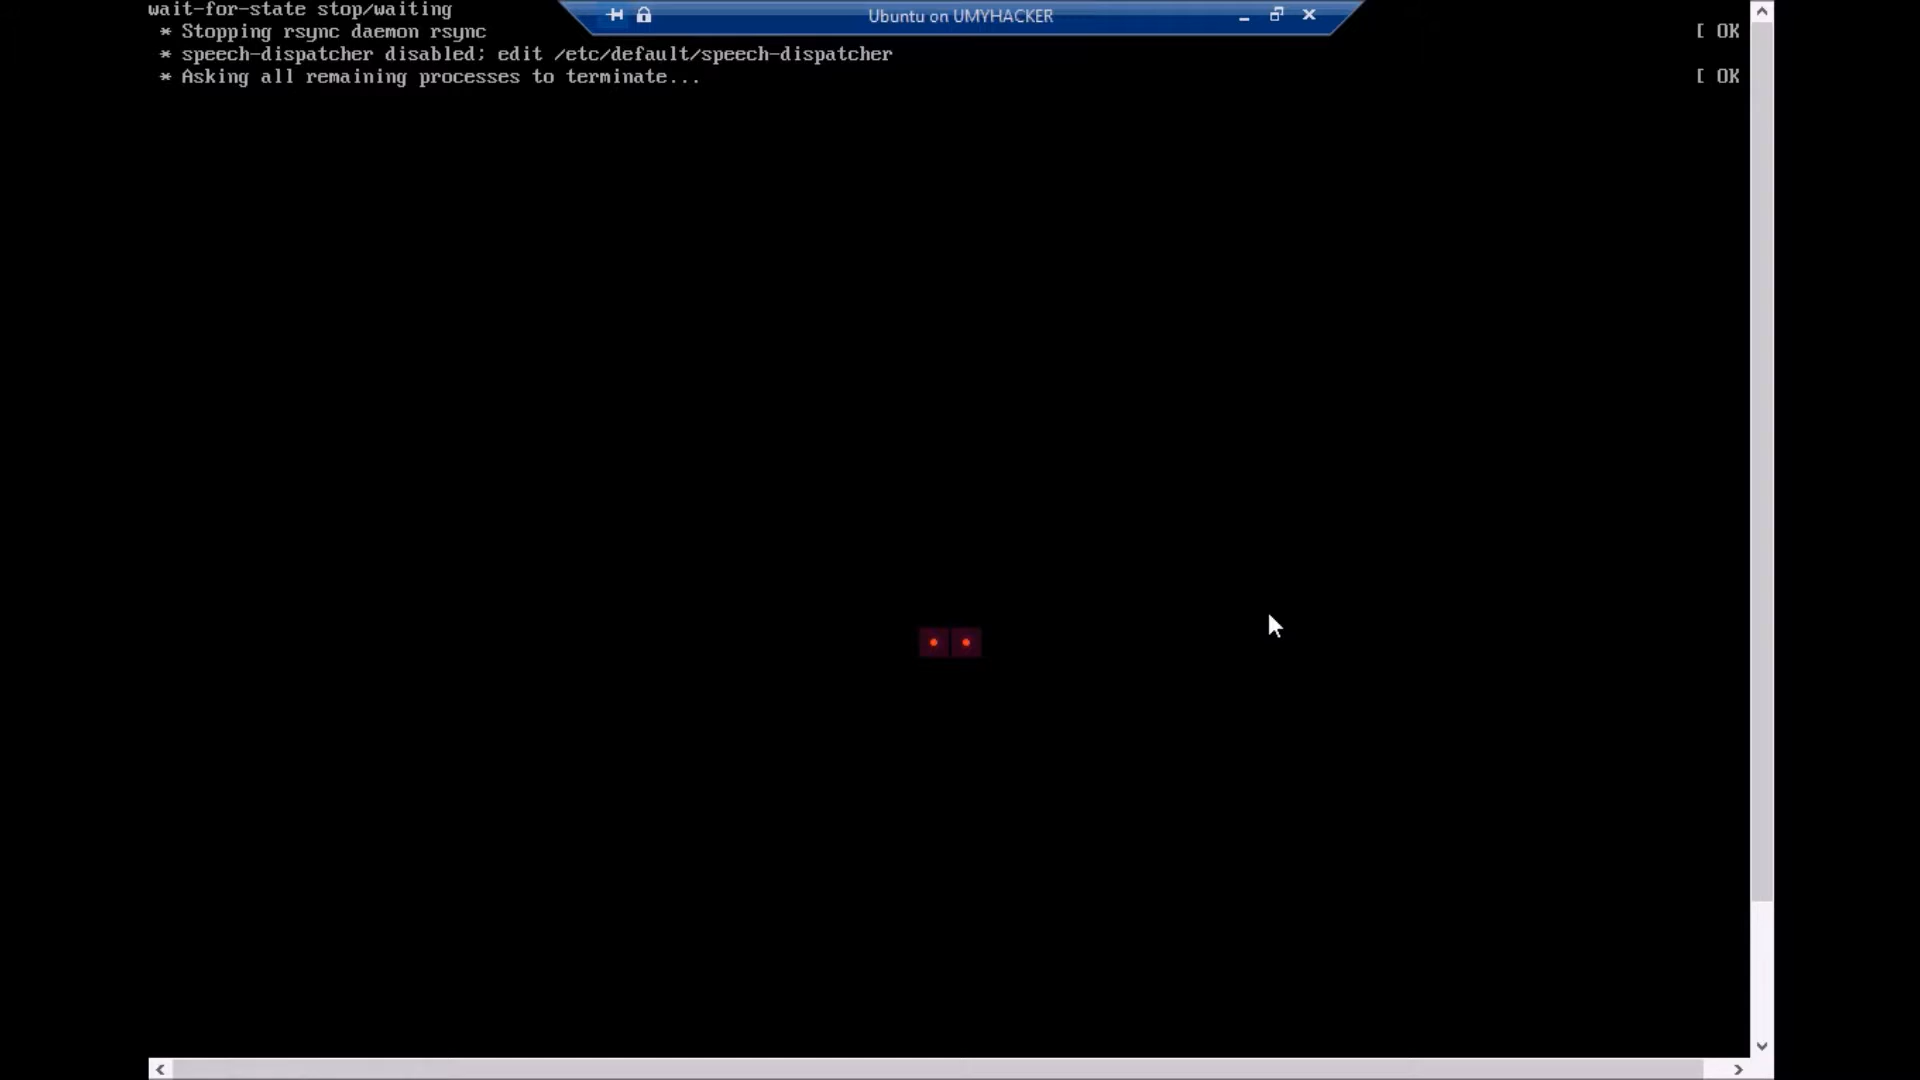 Ubuntu on UMYHACKER
wait-for-state stop/waiting
* Stopping rsync daemon rsync [ OK
* speech-dispatcher disabled; edit /etc/default/speech-dispatcher
* Asking all remaining processes to terminate... [ OK